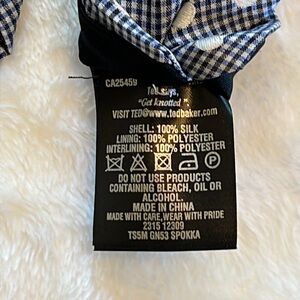 CA25459
Ted says,
"Get knotted".
VISIT TED@www.tedbaker.com
SHELL: 100% SILK
LINING: 100% POLYESTER
INTERLINING: 100% POLYESTER
P
DO NOT USE PRODUCTS
CONTAINING BLEACH, OIL OR
ALCOHOL.
MADE IN CHINA
MADE WITH CARE, WEAR WITH PRIDE
2315 12309
TS5M GN53 SPOKKA